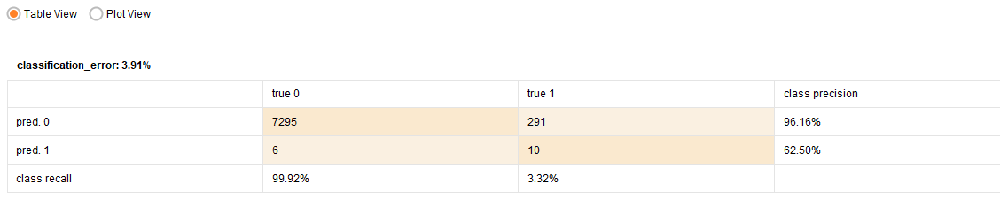 Table View Plot View
classification_error: 3.91%
true 0 true 1 class precision
pred. 0 7295 291 96.16%
pred. 1 6 10 62.50%
class recall 99.92% 3.32%